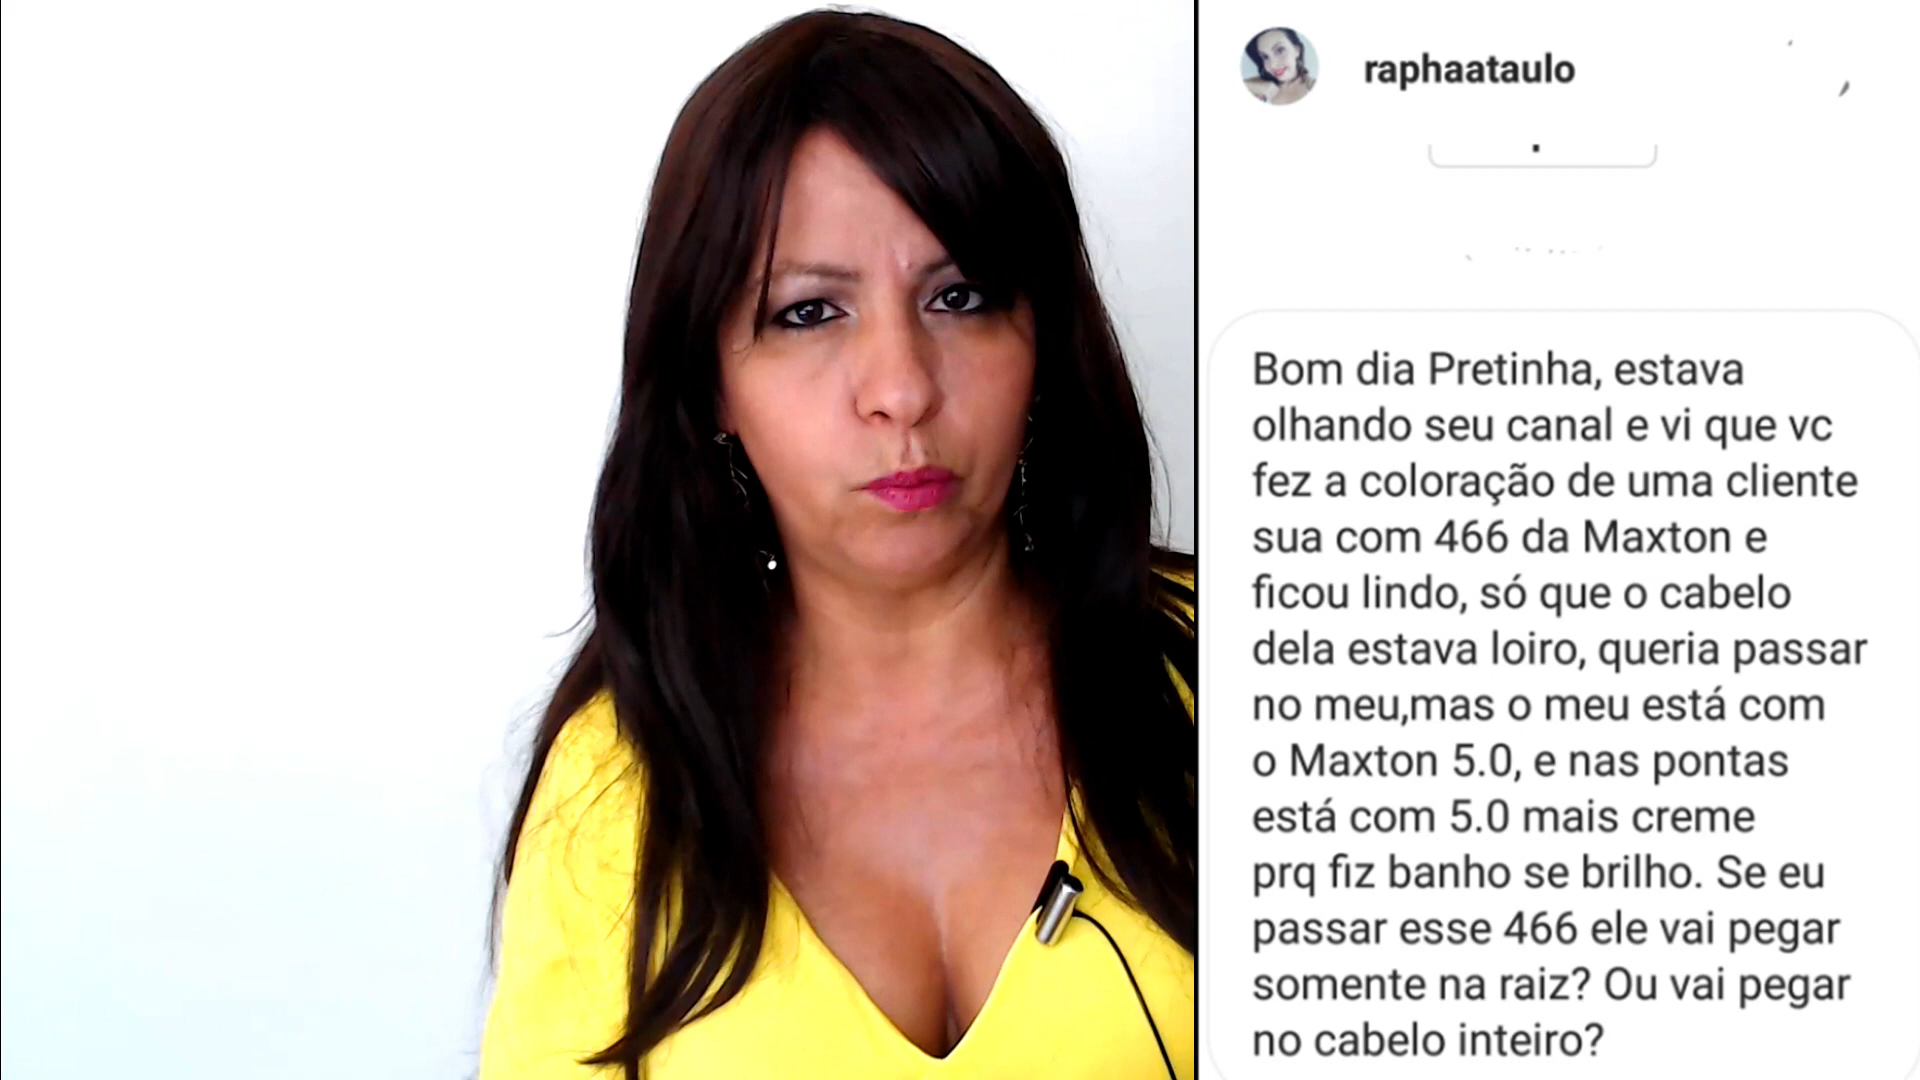 raphaataulo
Bom dia Pretinha, estava
olhando seu canal e vi que vc
fez a coloração de uma cliente
sua com 466 da Maxton e
ficou lindo, só que o cabelo
dela estava loiro, queria passar
no meu,mas o meu está com
o Maxton 5.0, e nas pontas
está com 5.0 mais creme
prq fiz banho se brilho. Se eu
passar esse 466 ele vai pegar
somente na raiz? Ou vai pegar
no cabelo inteiro?